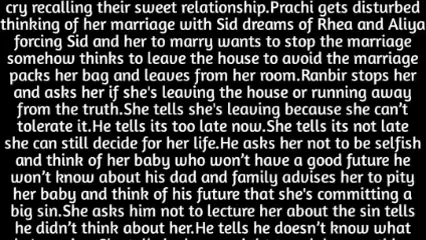 cry recalling their sweet relationship.Prachi gets disturbed
thinking of her marriage with Sid dreams of Rhea and Aliya
forcing Sid and her to marry wants to stop the marriage
somehow thinks to leave the house to avoid the marriage
packs her bag and leaves from her room.Ranbir stops her
and asks her if she's leaving the house or running away
from the truth.She tells she's leaving because she can't
tolerate it.He tells its too late now.She tells its not late
she can still decide for her life.He asks her not to be selfish
and think of her baby who won't have a good future he
won't know about his dad and family advises her to pity
her baby and think of his future that she's committing a
big sin.She asks him not to lecture her about the sin tells
he didn't think about her.He tells he doesn't know what